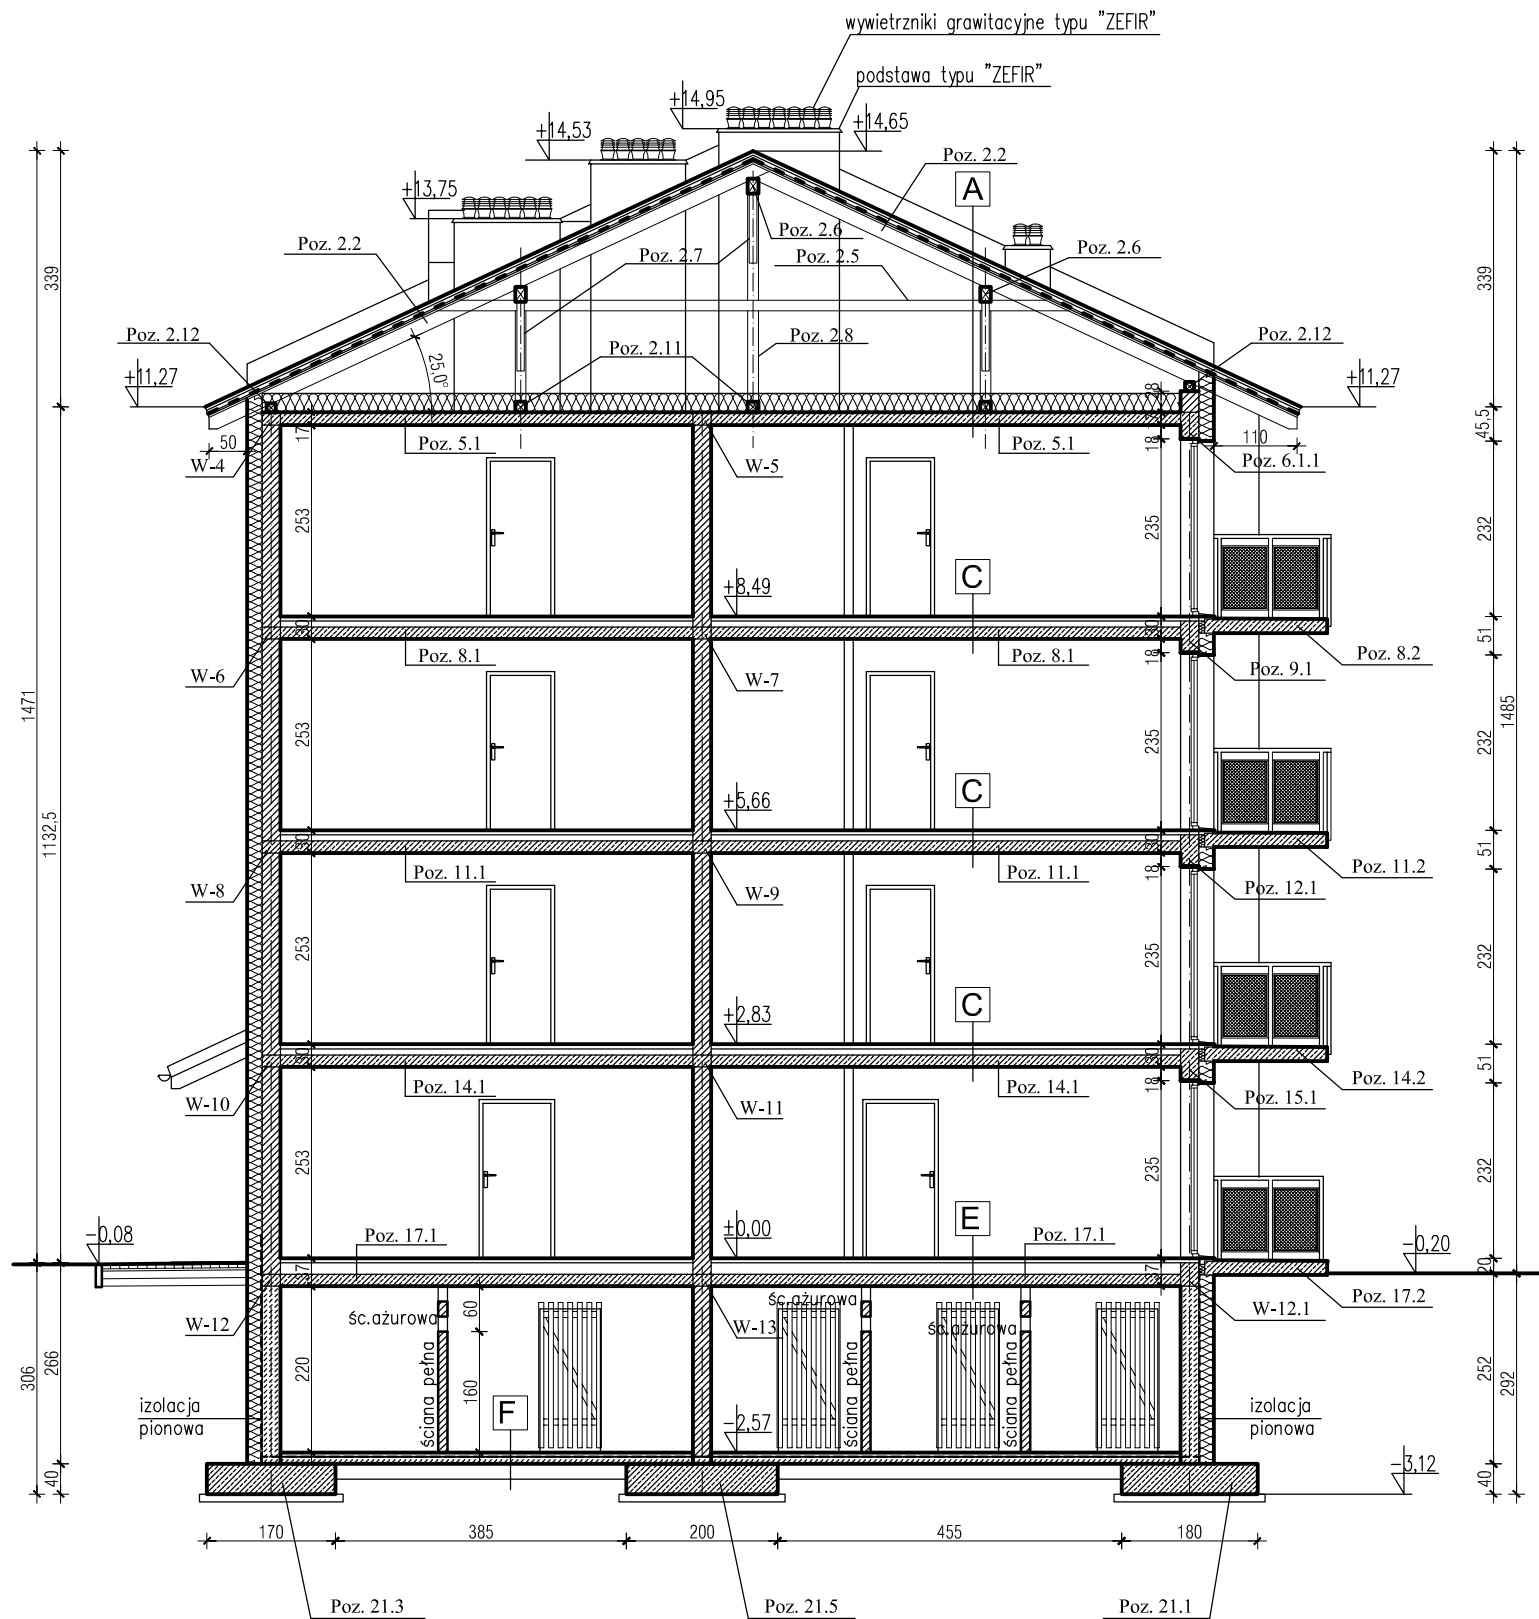 wywietrzniki grawitacyjne typu "ZEFIR"
podstawa typu "ZEFIR"
+14,95
+14,65
+14,53
+13,75
Poz. 2.2
A
Poz. 2.2
Poz. 2.7
Poz. 2.6
Poz. 2.5
Poz. 2.6
339
339
Poz. 2.12
Poz. 2.11
Poz. 2.8
Poz. 2.12
25,0°
+11,27
+11,27
28
17
17
45,5
50
Poz. 5.1
Poz. 5.1
18
110
W-4
W-5
Poz. 6.1.1
253
235
232
+8,49
C
30
30
51
Poz. 8.1
Poz. 8.1
18
Poz. 8.2
W-6
W-7
Poz. 9.1
1471
1485
253
235
232
1132,5
+5,66
C
30
30
51
Poz. 11.1
Poz. 11.1
18
Poz. 11.2
W-8
W-9
Poz. 12.1
253
235
232
+2,83
C
30
30
51
Poz. 14.1
Poz. 14.1
18
Poz. 14.2
W-10
W-11
Poz. 15.1
253
235
232
-0,08
Poz. 17.1
±0,00
E
Poz. 17.1
-0,20
37
37
20
Poz. 17.2
W-12
śc.ażurowa
60
śc.ażurowa
W-13
śc.ażurowa
W-12.1
306
266
220
ściana pełna
160
ściana pełna
ściana pełna
252
292
izolacja
pionowa
F
-2,57
izolacja
pionowa
40
-3,12
40
170
385
200
455
180
Poz. 21.3
Poz. 21.5
Poz. 21.1